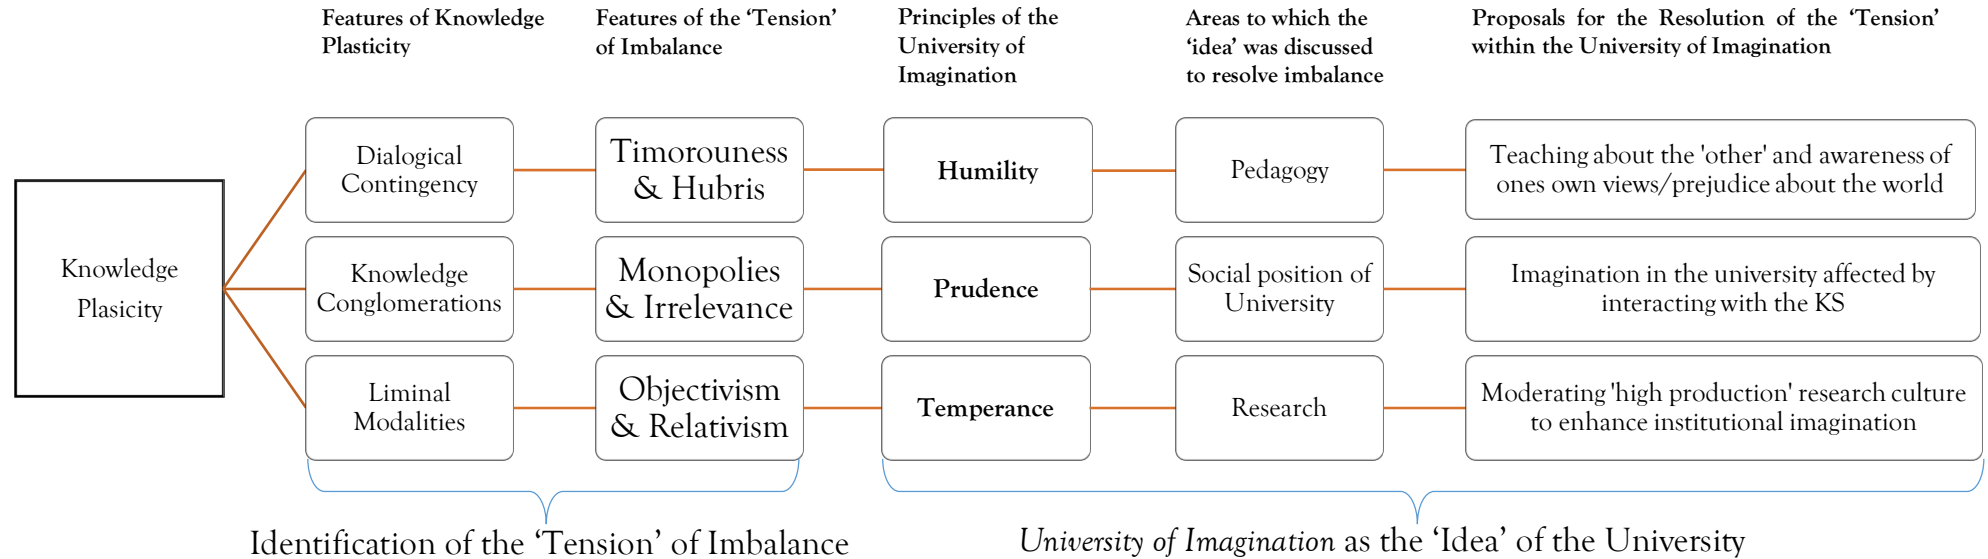 Features of Knowledge
Plasticity
Features of the ‘Tension’
of Imbalance
Principles of the
University of
Imagination
Areas to which the
‘idea’ was discussed
to resolve imbalance
Proposals for the Resolution of the ‘Tension’
within the University of Imagination
Knowledge
Plasicity
Dialogical
Contingency
Timorouness
& Hubris
Humility
Pedagogy
Teaching about the 'other' and awareness of
ones own views/prejudice about the world
Knowledge
Conglomerations
Monopolies
& Irrelevance
Prudence
Social position of
University
Imagination in the university affected by
interacting with the KS
Liminal
Modalities
Objectivism
& Relativism
Temperance
Research
Moderating 'high production' research culture
to enhance institutional imagination
Identification of the ‘Tension’ of Imbalance
University of Imagination as the ‘Idea’ of the University